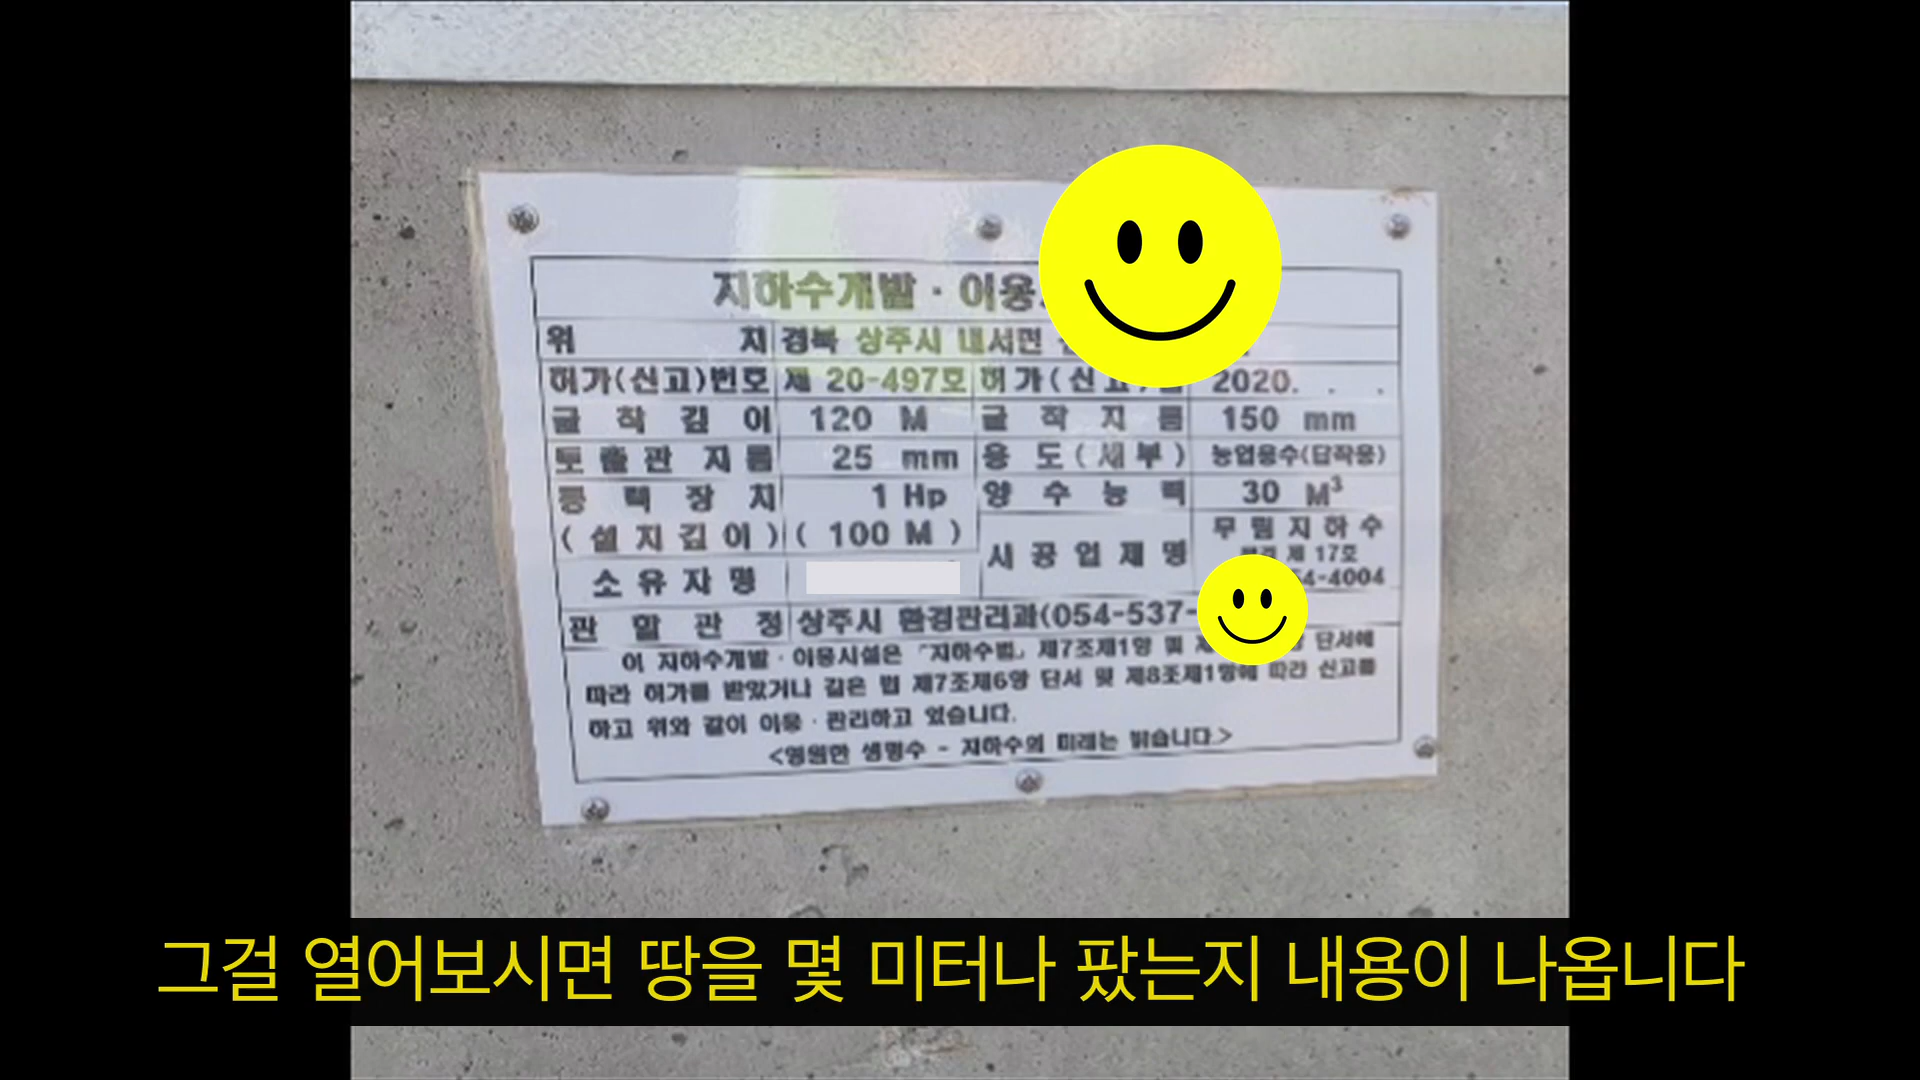 지하수개발 · 이용
위 치 경북 상주시 내서면
허가(신고)번호 제 20-497호 허가(신고) 2020. . .
굴 착 깊 이 120 M 굴 착 지 름 150 mm
토 출 관 지 름 25 mm 용 도 ( 세 부 ) 농업용수(답작용)
동 력 장 치 1 Hp 양 수 능 력 30 M³
( 설 치 깊 이 ) ( 100 M ) 시 공 업 체 명 무 림 지 하 수
제 17호
4-4004
소 유 자 명
관 할 관 청 상주시 환경관리과(054-537-
이 지하수개발 · 이용시설은 「지하수법」 제7조제1항 및 단서에
따라 허가를 받았거나 같은 법 제7조제6항 단서 및 제8조제1항에 따라 신고를
하고 위와 같이 이용 · 관리하고 있습니다.
<영원한 생명수 - 지하수의 미래는 밝습니다>
그걸 열어보시면 땅을 몇 미터나 팠는지 내용이 나옵니다